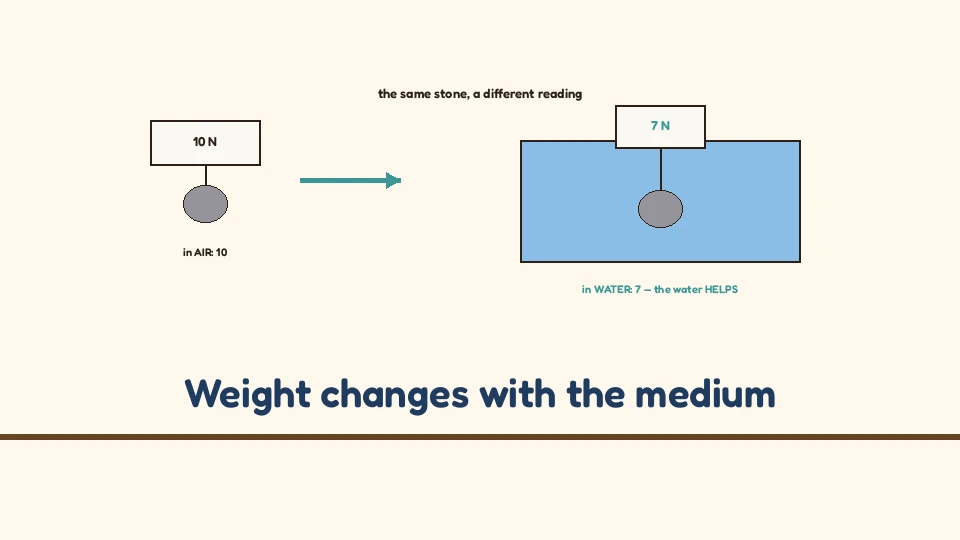 the same stone, a different reading
10 N
7 N
in AIR: 10
in WATER: 7 – the water HELPS
Weight changes with the medium